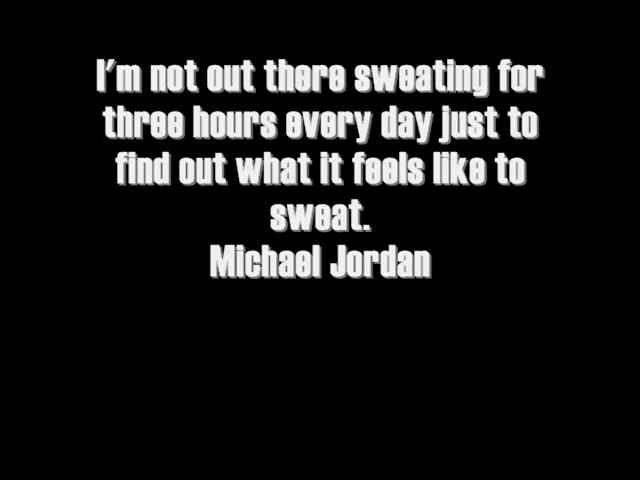 I'm not out there sweating for
three hours every day just to
find out what it feels like to
sweat.
Michael Jordan